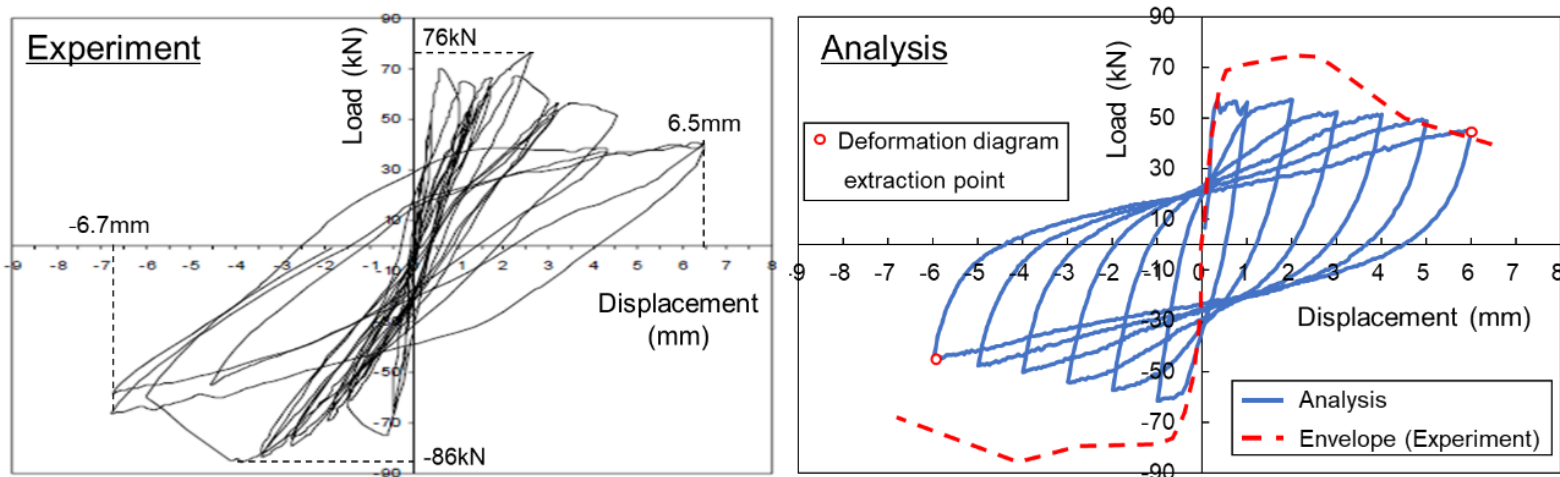 Experiment
Load (kN)
90
70
50
30
10
10
-30
-50
-70
-90
76kN
6.5mm
-6.7mm
-86kN
-9 -8 -7 -6 -5 -4 -3 -2 -1 0 1 2 3 4 5 6 7 8
Displacement
(mm)
Analysis
Load (kN)
90
70
50
30
10
-10
-30
-50
-70
-90
Deformation diagram
extraction point
-9 -8 -7 -6 -5 -4 -3 -2 -1 0 1 2 3 4 5 6 7 8
Displacement (mm)
Analysis
Envelope (Experiment)